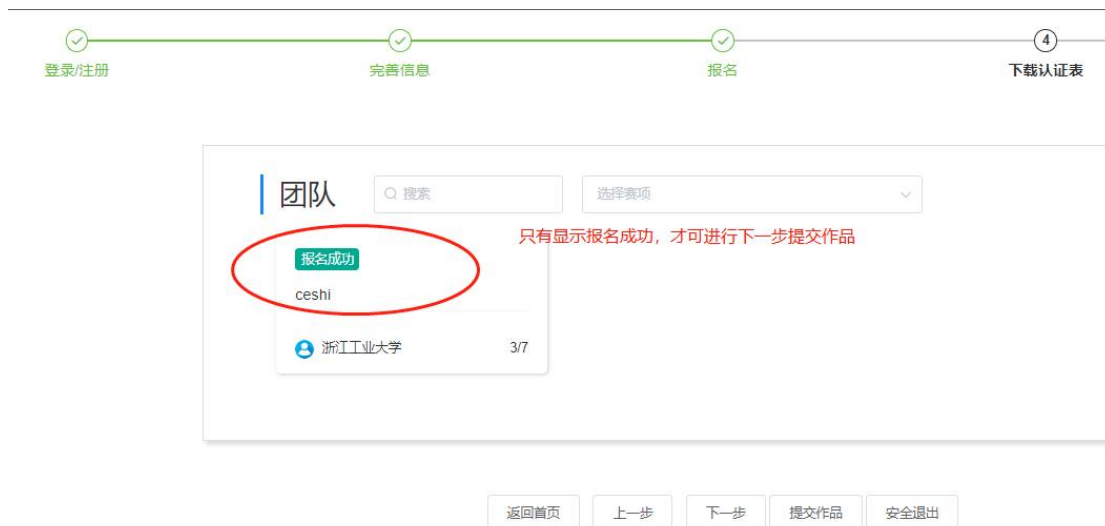 4
登录/注册 完善信息 报名 下载认证表
团队 搜索 选择赛项
只有显示报名成功，才可进行下一步提交作品
报名成功
ceshi
浙江工业大学 3/7
返回首页 上一步 下一步 提交作品 安全退出